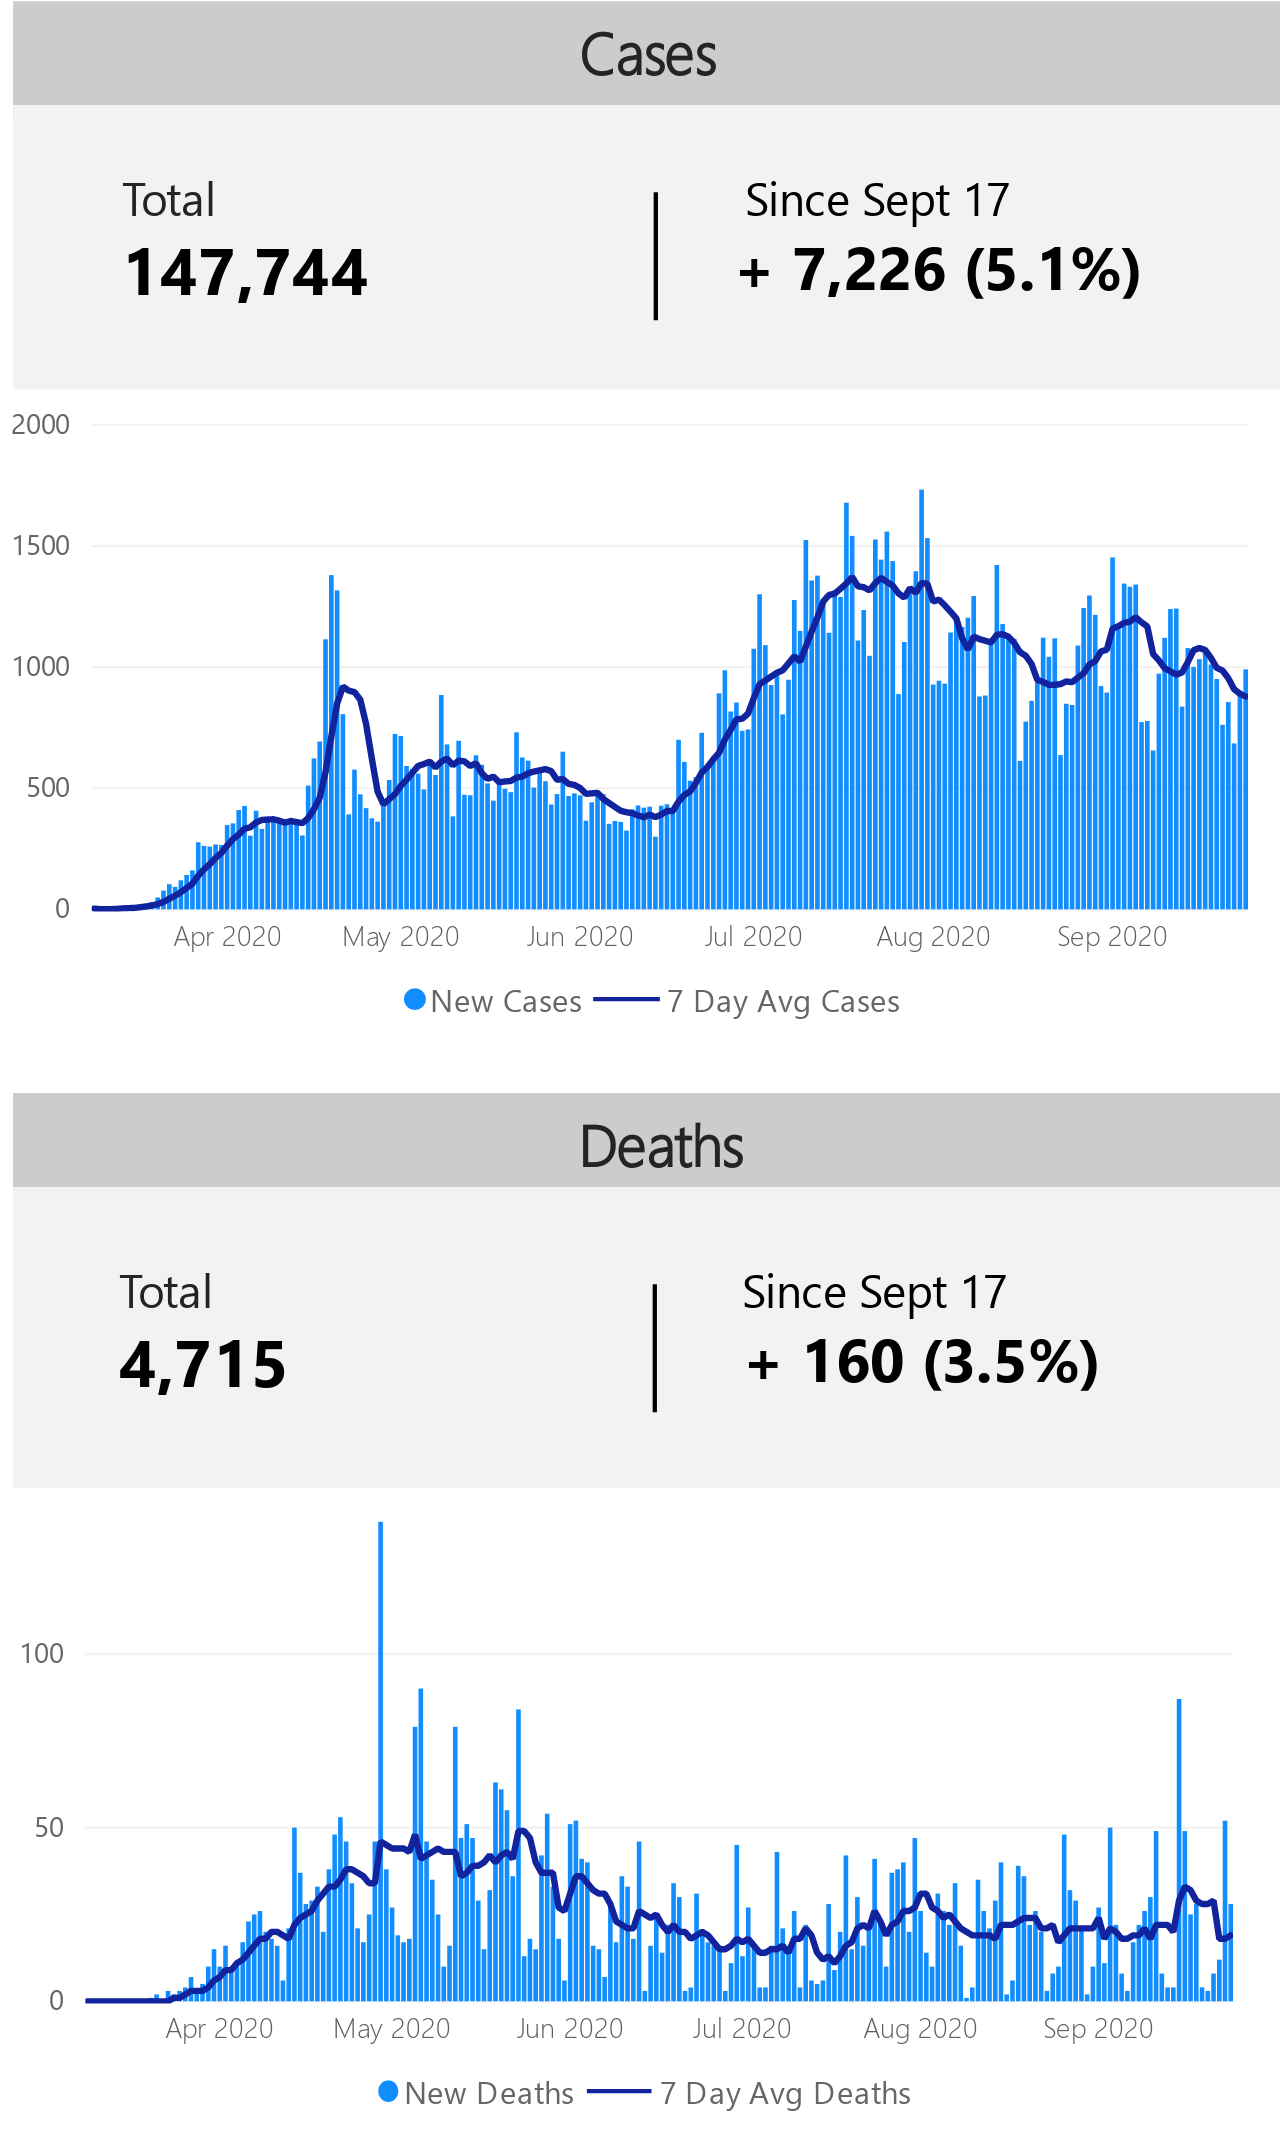 Cases
Total
Since Sept 17
147,744
+ 7,226 (5.1%)
2000
1500
1000
500
0
Apr 2020 May 2020 Jun 2020 Jul 2020 Aug 2020 Sep 2020
New Cases 7 Day Avg Cases
Deaths
Total
Since Sept 17
4,715
+ 160 (3.5%)
100
50
0
Apr 2020 May 2020 Jun 2020 Jul 2020 Aug 2020 Sep 2020
New Deaths 7 Day Avg Deaths